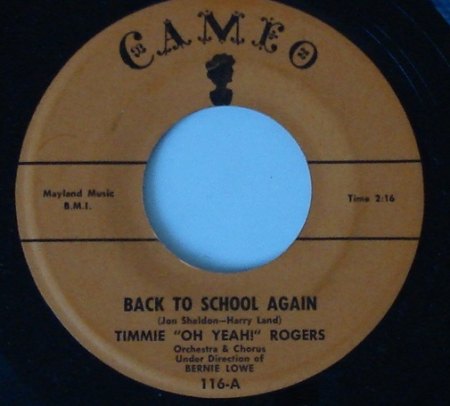 CAMEO
Mayland Music
B.M.I.
Time 2:16
BACK TO SCHOOL AGAIN
(Jon Sheldon—Harry Land)
TIMMIE "OH YEAH!" ROGERS
Orchestra & Chorus
Under Direction of
BERNIE LOWE
116-A